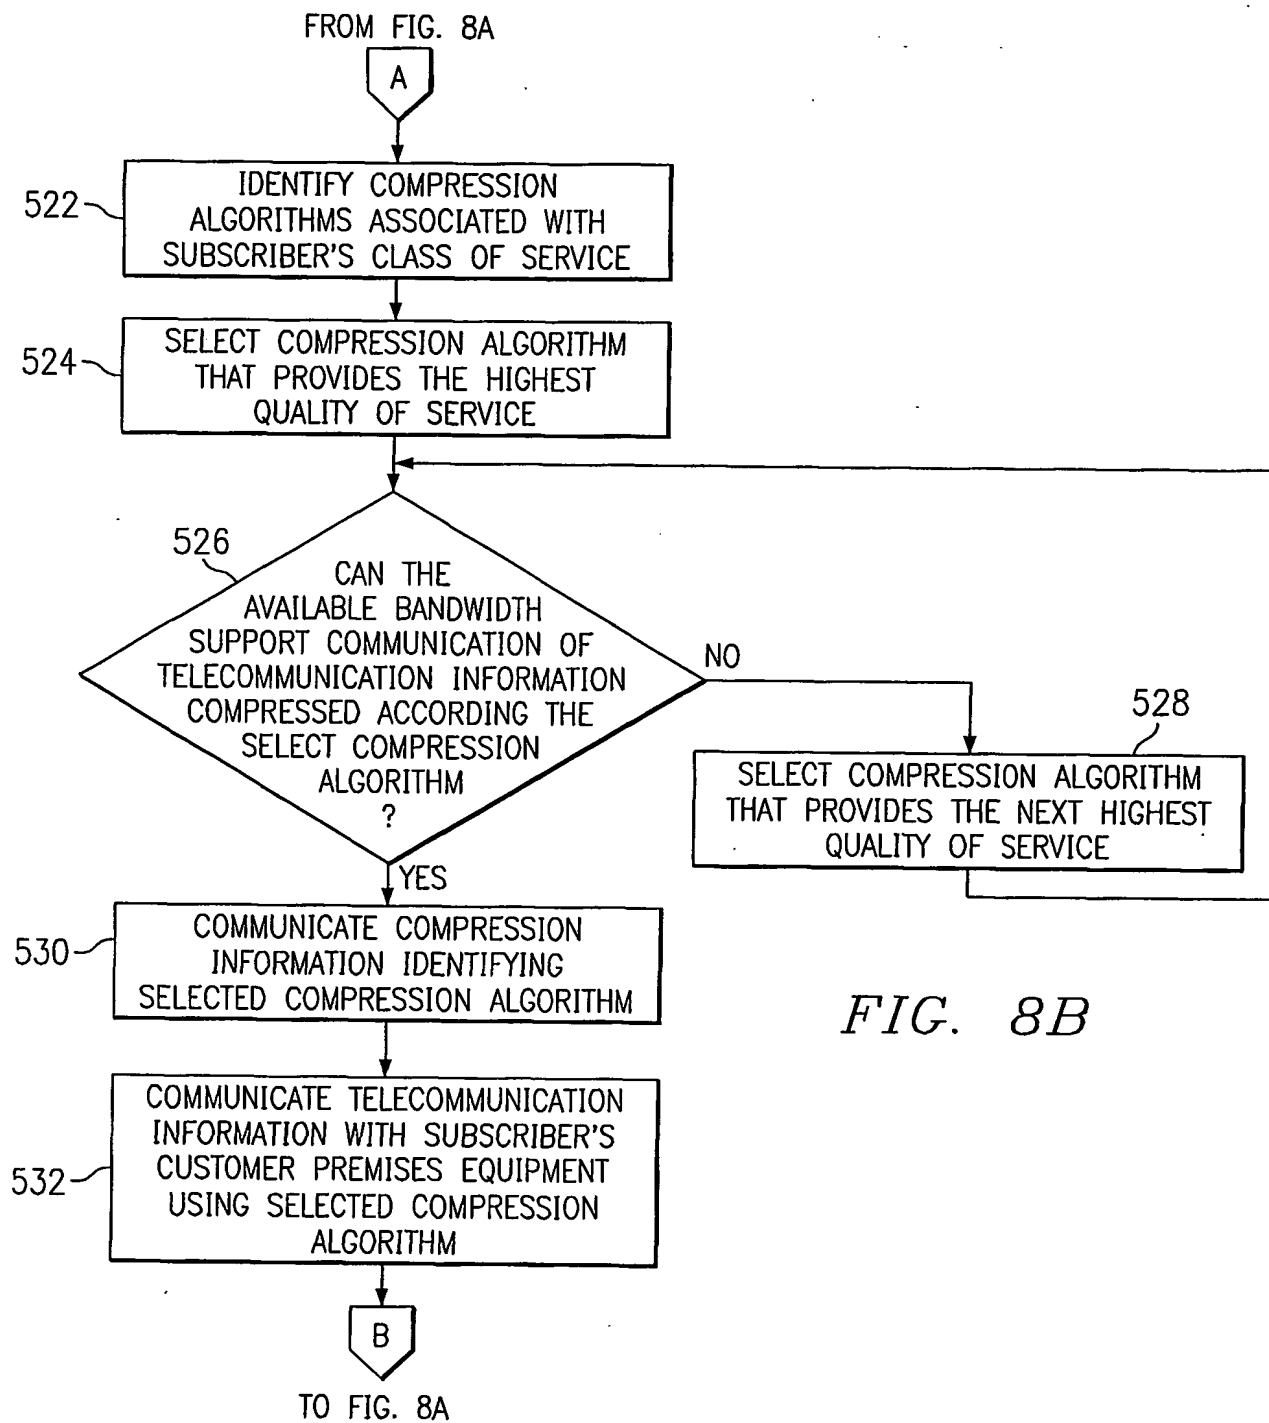 FROM FIG. 8A
A
522
IDENTIFY COMPRESSION
ALGORITHMS ASSOCIATED WITH
SUBSCRIBER'S CLASS OF SERVICE
524
SELECT COMPRESSION ALGORITHM
THAT PROVIDES THE HIGHEST
QUALITY OF SERVICE
526
CAN THE
AVAILABLE BANDWIDTH
SUPPORT COMMUNICATION OF
TELECOMMUNICATION INFORMATION
COMPRESSED ACCORDING THE
SELECT COMPRESSION
ALGORITHM
?
NO
528
SELECT COMPRESSION ALGORITHM
THAT PROVIDES THE NEXT HIGHEST
QUALITY OF SERVICE
YES
530
COMMUNICATE COMPRESSION
INFORMATION IDENTIFYING
SELECTED COMPRESSION ALGORITHM
FIG. 8B
532
COMMUNICATE TELECOMMUNICATION
INFORMATION WITH SUBSCRIBER'S
CUSTOMER PREMISES EQUIPMENT
USING SELECTED COMPRESSION
ALGORITHM
B
TO FIG. 8A